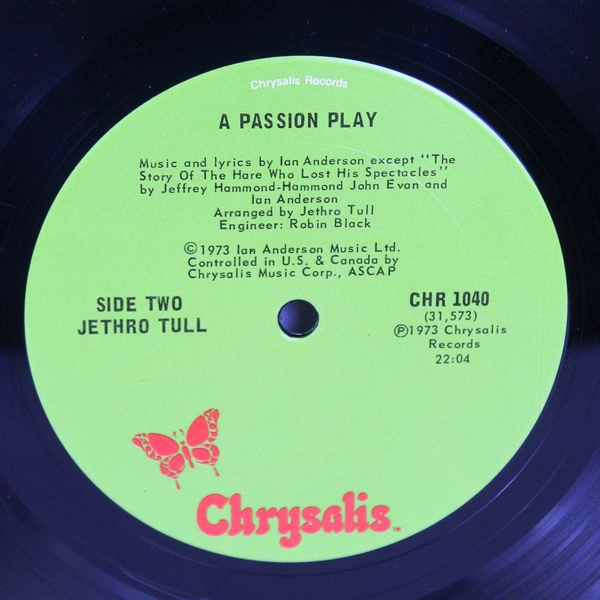 Chrysalis Records
A PASSION PLAY
Music and lyrics by Ian Anderson except "The
Story Of The Hare Who Lost His Spectacles"
by Jeffrey Hammond-Hammond John Evan and
Ian Anderson
Arranged by Jethro Tull
Engineer: Robin Black
©1973 Ian Anderson Music Ltd.
Controlled in U.S. & Canada by
Chrysalis Music Corp., ASCAP
SIDE TWO
JETHRO TULL
CHR 1040
(31,573)
℗1973 Chrysalis
Records
22:04
Chrysalis™